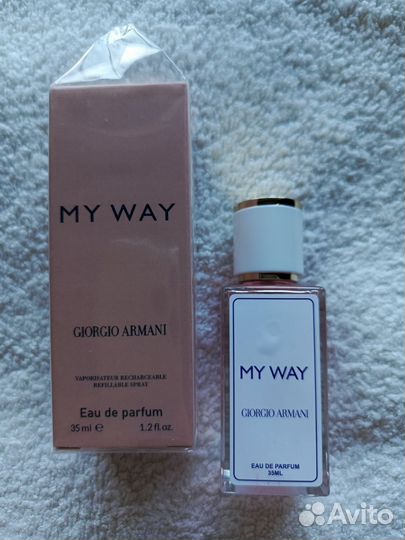 MY WAY
GIORGIO ARMANI
VAPORISATEUR RECHARGEABLE
REFILLABLE SPRAY
Eau de parfum
35 ml e 1.2 fl oz.
MY WAY
GIORGIO ARMANI
EAU DE PARFUM
35ML
Avito